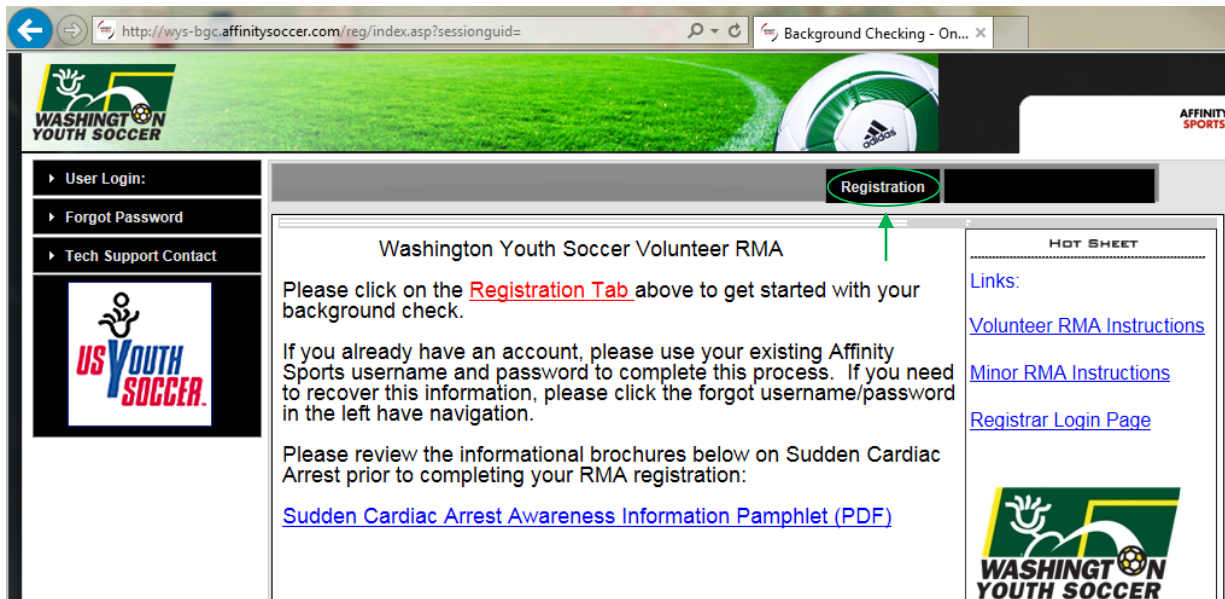 http://wys-bgc.affinitysoccer.com/reg/index.asp?sessionguid=
Background Checking - On...
WASHINGTON
YOUTH SOCCER
adidas
AFFINITY
SPORTS
User Login:
Forgot Password
Tech Support Contact
US YOUTH
SOCCER.
Registration
Washington Youth Soccer Volunteer RMA
Please click on the Registration Tab above to get started with your
background check.
If you already have an account, please use your existing Affinity
Sports username and password to complete this process. If you need
to recover this information, please click the forgot username/password
in the left have navigation.
Please review the informational brochures below on Sudden Cardiac
Arrest prior to completing your RMA registration:
Sudden Cardiac Arrest Awareness Information Pamphlet (PDF)
HOT SHEET
Links:
Volunteer RMA Instructions
Minor RMA Instructions
Registrar Login Page
WASHINGTON
YOUTH SOCCER